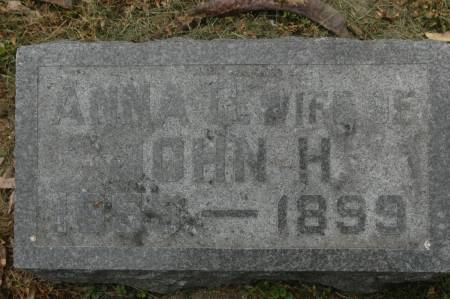 ANNA C. WIFE OF
JOHN H.
— 1899